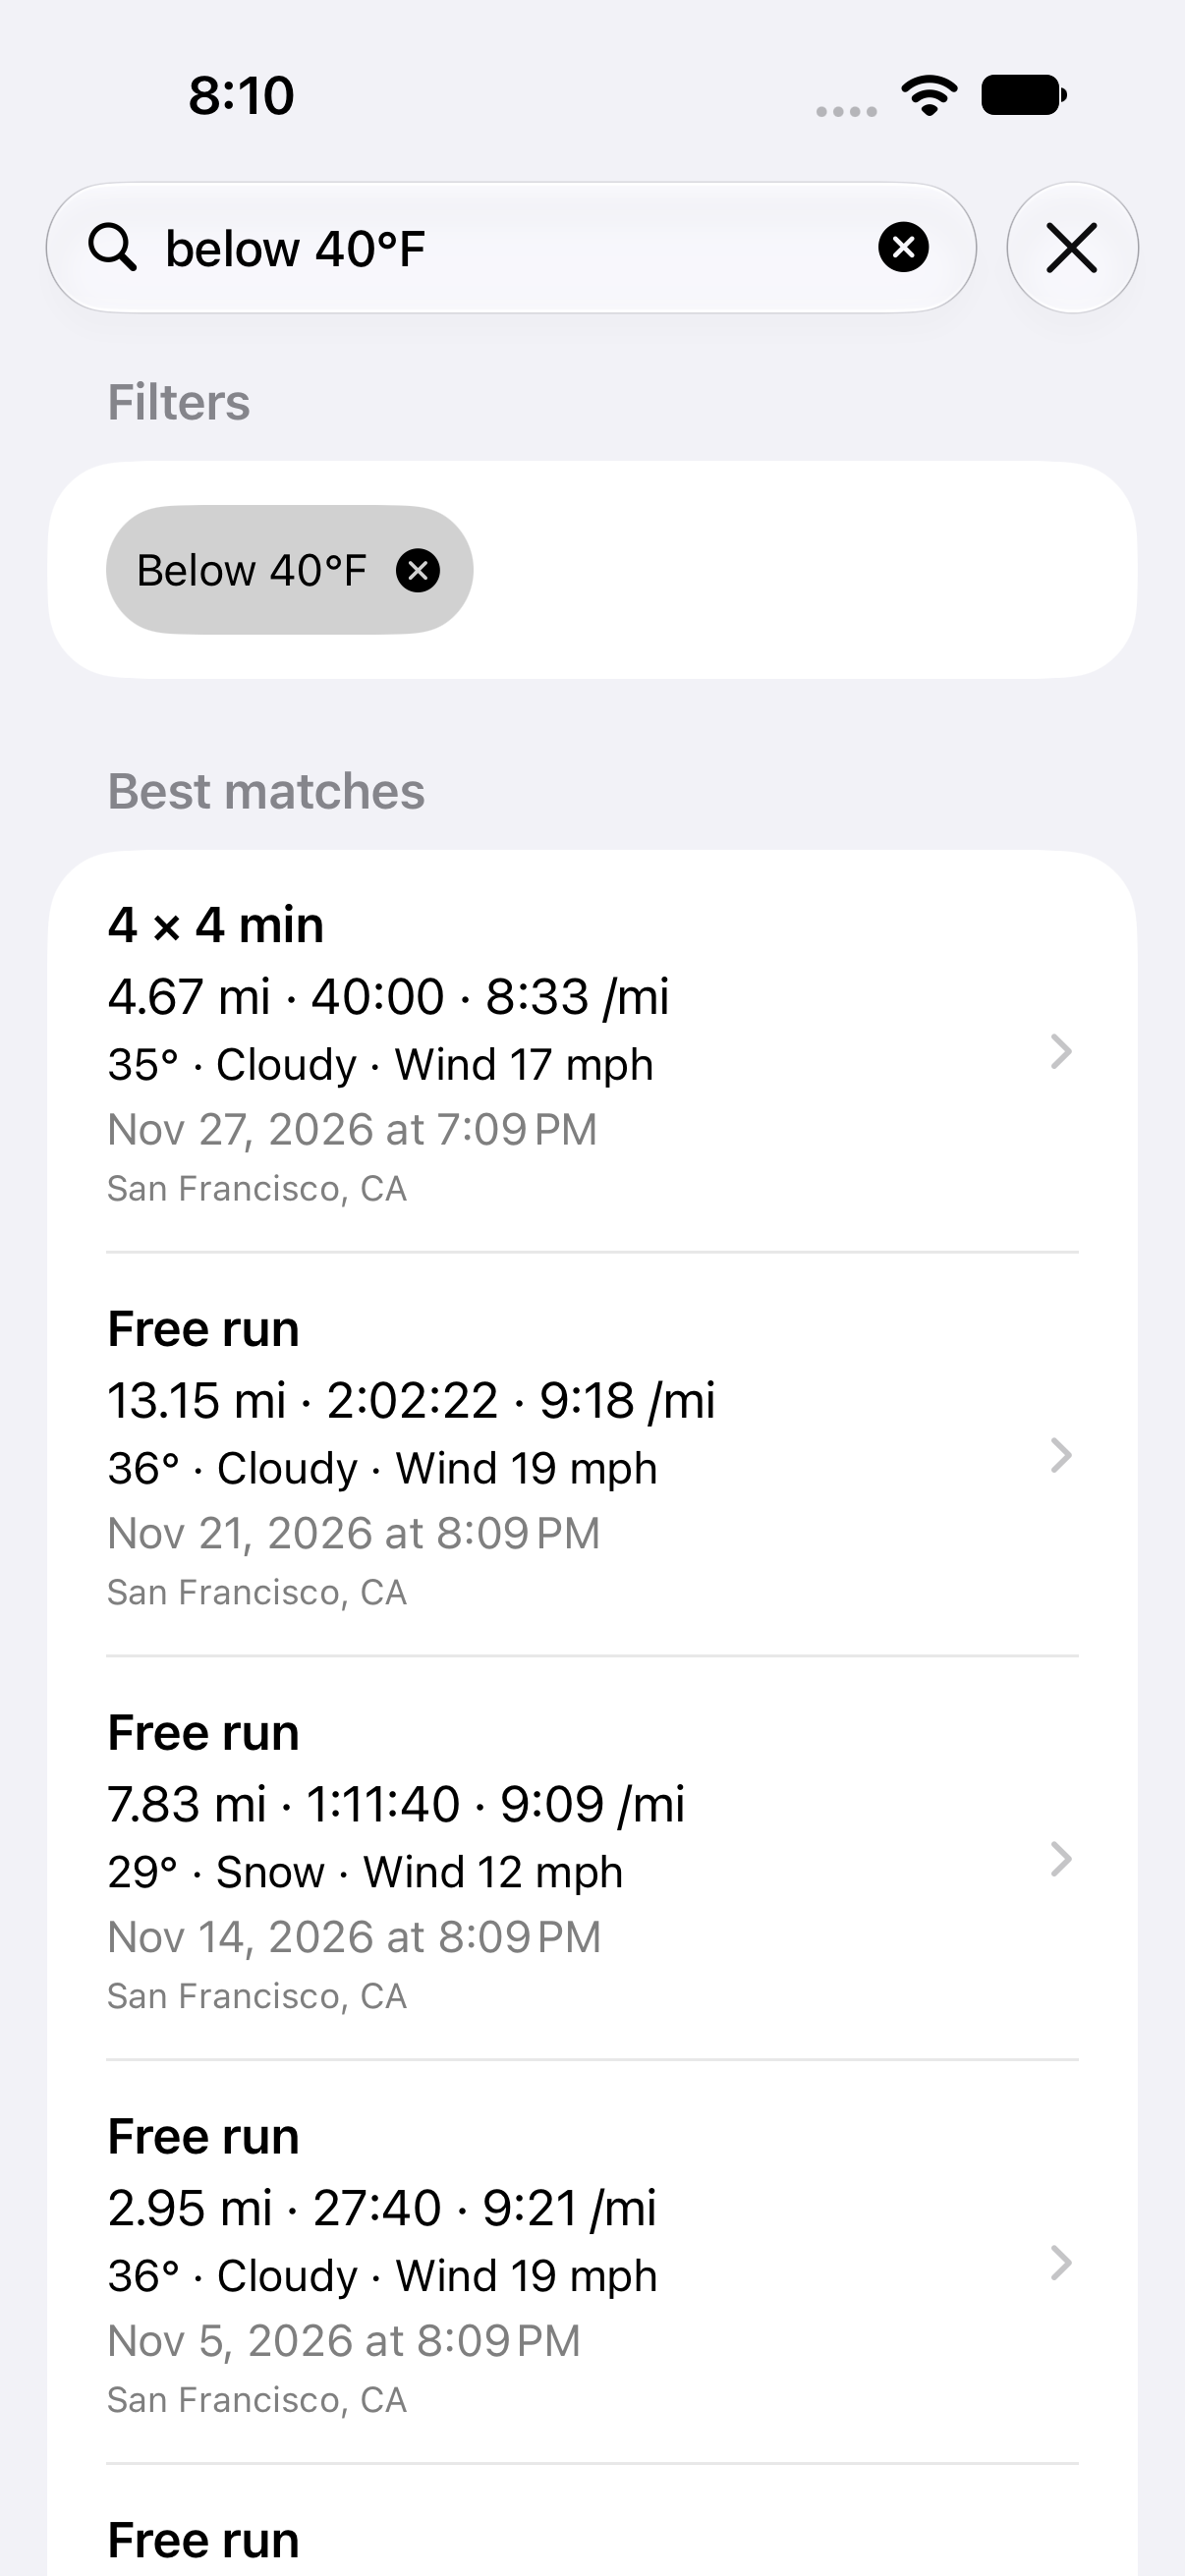 8:10
below 40°F
Filters
Below 40°F
Best matches
4 × 4 min
4.67 mi · 40:00 · 8:33 /mi
35° · Cloudy · Wind 17 mph
Nov 27, 2026 at 7:09 PM
San Francisco, CA
Free run
13.15 mi · 2:02:22 · 9:18 /mi
36° · Cloudy · Wind 19 mph
Nov 21, 2026 at 8:09 PM
San Francisco, CA
Free run
7.83 mi · 1:11:40 · 9:09 /mi
29° · Snow · Wind 12 mph
Nov 14, 2026 at 8:09 PM
San Francisco, CA
Free run
2.95 mi · 27:40 · 9:21 /mi
36° · Cloudy · Wind 19 mph
Nov 5, 2026 at 8:09 PM
San Francisco, CA
Free run